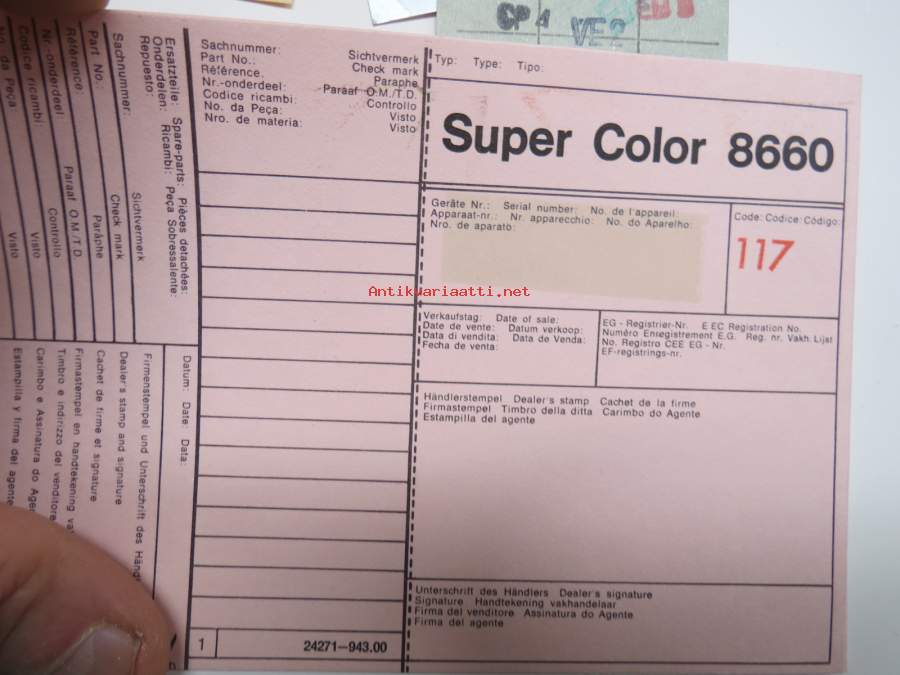 CP 4 VE2
Ersatzteile: Spare-parts: Pièces detachées:
Onderdelen: Ricambi: Peça Sobressalente:
Repuesto:
Sachnummer: Sichtvermerk
Part No.: Check mark
Référence: Paraphe
Nr.-onderdeel: Paraaf O.M./T.D.
Codice ricambi: Controllo
No. da Peça Visto
Visto
Datum: Date: Data:
Firmenstempel und Unterschrift des
Dealer's stamp and signature
Cachet de firme et signature
Firmastempel en handtekening
Timbro e indirizzo del venditore
Carimbo e Assinatura do
Estampilla y firma del agente
Sachnummer: Sichtvermerk
Part No.: Check mark
Référence. Paraphe
Nr.-onderdeel: Paraaf O.M./T.D.
Codice ricambi: Controllo
No. da Peça: Visto
Nro. de materia: Visto
1 24271—943.00
Typ: Type: Tipo:
Super Color 8660
Geräte Nr.: Serial number: No. de l'appareil:
Apparaat-nr.: Nr. apparecchio: No. do Aparelho:
Nro. de aparato:
Code: Códice: Código:
117
Antikvariaatti.net
Verkaufstag: Date of sale:
Date de vente: Datum verkoop:
Data di vendita: Data de Venda:
Fecha de venta:
EG - Registrier-Nr. E EC Registration No.
Numéro Enregistrement E.G. Reg. nr. Vakh. Lijst
No. Registro CEE EG - Nr.
EF-registrings-nr.
Händlerstempel Dealer's stamp Cachet de la firme
Firmastempel Timbro della ditta Carimbo do Agente
Estampilla del agente
Unterschrift des Händlers Dealer's signature
Signature Handtekening vakhandelaar
Firma del venditore Assinatura do Agente
Firma del agente